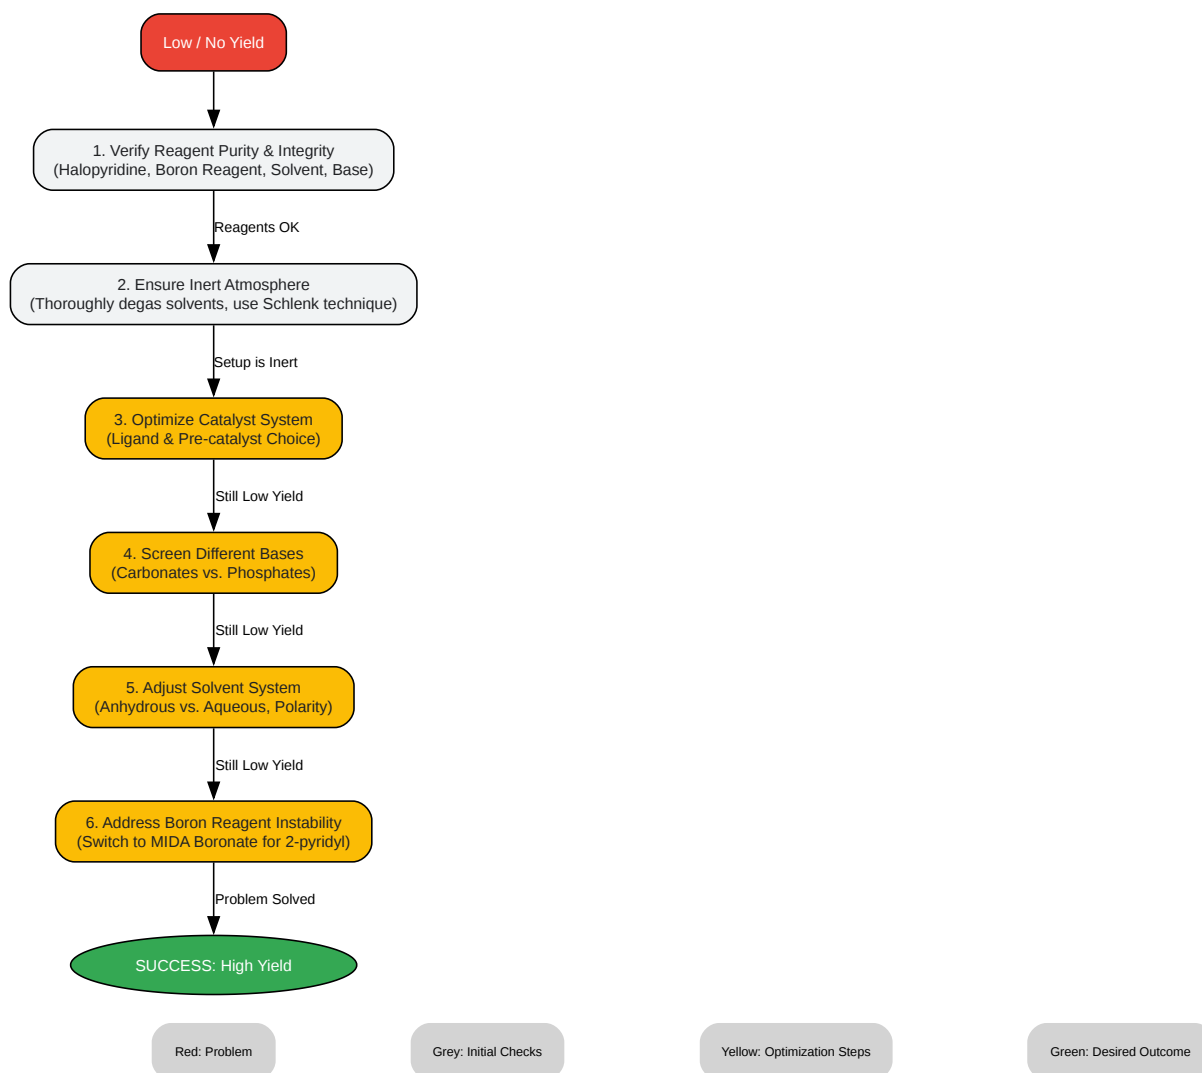 Low / No Yield
1. Verify Reagent Purity & Integrity
(Halopyridine, Boron Reagent, Solvent, Base)
Reagents OK
2. Ensure Inert Atmosphere
(Thoroughly degas solvents, use Schlenk technique)
Setup is Inert
3. Optimize Catalyst System
(Ligand & Pre-catalyst Choice)
Still Low Yield
4. Screen Different Bases
(Carbonates vs. Phosphates)
Still Low Yield
5. Adjust Solvent System
(Anhydrous vs. Aqueous, Polarity)
Still Low Yield
6. Address Boron Reagent Instability
(Switch to MIDA Boronate for 2-pyridyl)
Problem Solved
SUCCESS: High Yield
Red: Problem
Grey: Initial Checks
Yellow: Optimization Steps
Green: Desired Outcome